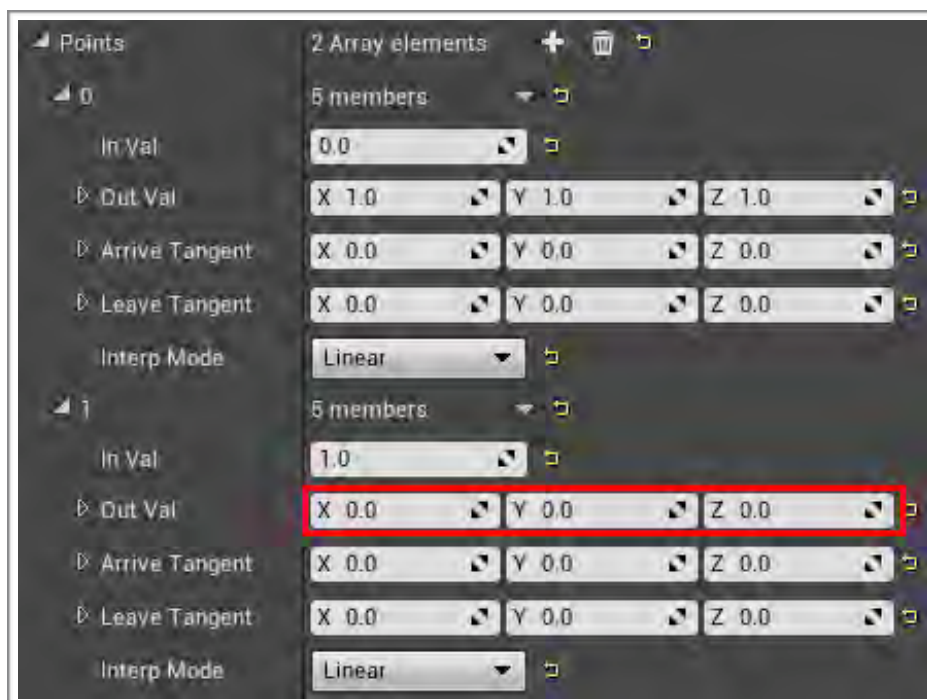 Points 2 Array elements
0 5 members
In Val 0.0
Out Val X 1.0 Y 1.0 Z 1.0
Arrive Tangent X 0.0 Y 0.0 Z 0.0
Leave Tangent X 0.0 Y 0.0 Z 0.0
Interp Mode Linear
1 5 members
In Val 1.0
Out Val X 0.0 Y 0.0 Z 0.0
Arrive Tangent X 0.0 Y 0.0 Z 0.0
Leave Tangent X 0.0 Y 0.0 Z 0.0
Interp Mode Linear